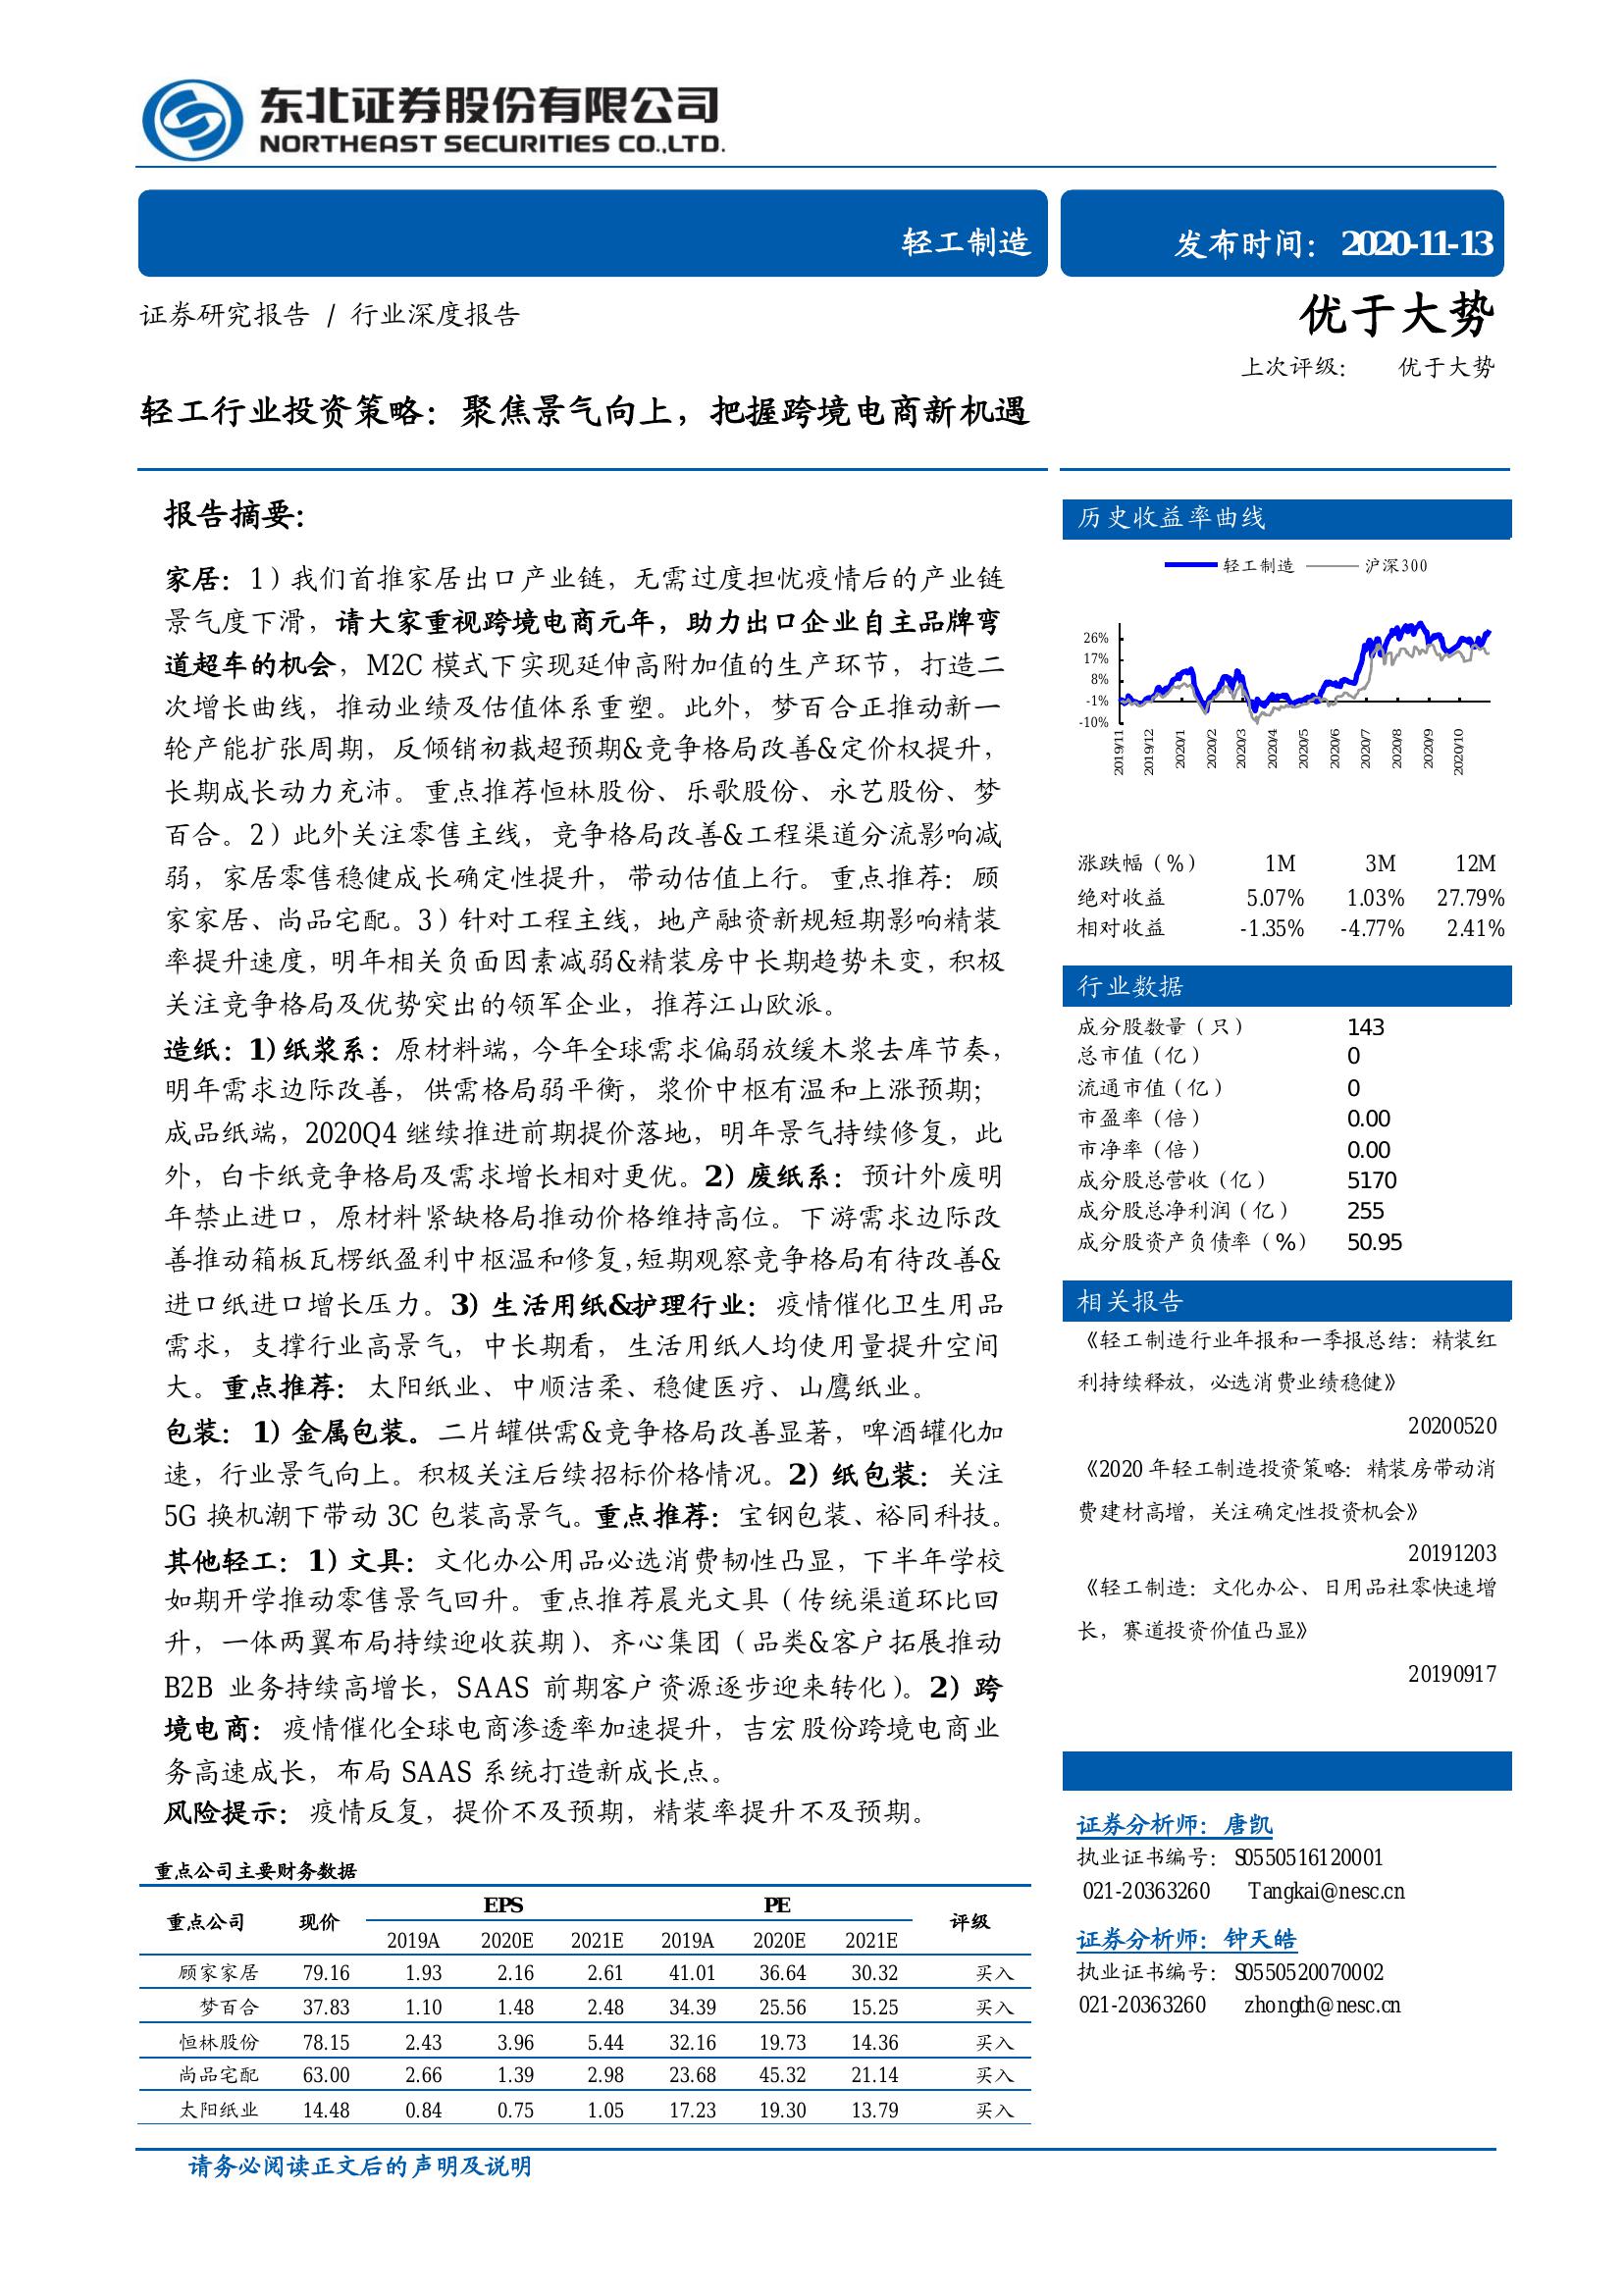 东北证券股份有限公司
NORTHEAST SECURITIES CO.,LTD.
轻工制造
发布时间：2020-11-13
证券研究报告 / 行业深度报告
优于大势
上次评级： 优于大势
轻工行业投资策略：聚焦景气向上，把握跨境电商新机遇
报告摘要：
家居：1）我们首推家居出口产业链，无需过度担忧疫情后的产业链
景气度下滑，请大家重视跨境电商元年，助力出口企业自主品牌弯
道超车的机会，M2C 模式下实现延伸高附加值的生产环节，打造二
次增长曲线，推动业绩及估值体系重塑。此外，梦百合正推动新一
轮产能扩张周期，反倾销初裁超预期&竞争格局改善&定价权提升，
长期成长动力充沛。重点推荐恒林股份、乐歌股份、永艺股份、梦
百合。2）此外关注零售主线，竞争格局改善&工程渠道分流影响减
弱，家居零售稳健成长确定性提升，带动估值上行。重点推荐：顾
家家居、尚品宅配。3）针对工程主线，地产融资新规短期影响精装
率提升速度，明年相关负面因素减弱&精装房中长期趋势未变，积极
关注竞争格局及优势突出的领军企业，推荐江山欧派。
造纸：1)纸浆系：原材料端，今年全球需求偏弱放缓木浆去库节奏，
明年需求边际改善，供需格局弱平衡，浆价中枢有温和上涨预期；
成品纸端，2020Q4 继续推进前期提价落地，明年景气持续修复，此
外，白卡纸竞争格局及需求增长相对更优。2) 废纸系：预计外废明
年禁止进口，原材料紧缺格局推动价格维持高位。下游需求边际改
善推动箱板瓦楞纸盈利中枢温和修复,短期观察竞争格局有待改善&
进口纸进口增长压力。3) 生活用纸&护理行业：疫情催化卫生用品
需求，支撑行业高景气，中长期看，生活用纸人均使用量提升空间
大。重点推荐：太阳纸业、中顺洁柔、稳健医疗、山鹰纸业。
包装：1) 金属包装。二片罐供需&竞争格局改善显著，啤酒罐化加
速，行业景气向上。积极关注后续招标价格情况。2) 纸包装：关注
5G 换机潮下带动 3C 包装高景气。重点推荐：宝钢包装、裕同科技。
其他轻工：1) 文具：文化办公用品必选消费韧性凸显，下半年学校
如期开学推动零售景气回升。重点推荐晨光文具（传统渠道环比回
升，一体两翼布局持续迎收获期）、齐心集团（品类&客户拓展推动
B2B 业务持续高增长，SAAS 前期客户资源逐步迎来转化）。2) 跨
境电商：疫情催化全球电商渗透率加速提升，吉宏股份跨境电商业
务高速成长，布局 SAAS 系统打造新成长点。
风险提示：疫情反复，提价不及预期，精装率提升不及预期。
重点公司主要财务数据
重点公司 现价 EPS PE 评级
2019A 2020E 2021E 2019A 2020E 2021E
顾家家居 79.16 1.93 2.16 2.61 41.01 36.64 30.32 买入
梦百合 37.83 1.10 1.48 2.48 34.39 25.56 15.25 买入
恒林股份 78.15 2.43 3.96 5.44 32.16 19.73 14.36 买入
尚品宅配 63.00 2.66 1.39 2.98 23.68 45.32 21.14 买入
太阳纸业 14.48 0.84 0.75 1.05 17.23 19.30 13.79 买入
历史收益率曲线
轻工制造 沪深300
26%
17%
8%
-1%
-10%
2019/11 2019/12 2020/1 2020/2 2020/3 2020/4 2020/5 2020/6 2020/7 2020/8 2020/9 2020/10
涨跌幅（%） 1M 3M 12M
绝对收益 5.07% 1.03% 27.79%
相对收益 -1.35% -4.77% 2.41%
行业数据
成分股数量（只） 143
总市值（亿） 0
流通市值（亿） 0
市盈率（倍） 0.00
市净率（倍） 0.00
成分股总营收（亿） 5170
成分股总净利润（亿） 255
成分股资产负债率（%） 50.95
相关报告
《轻工制造行业年报和一季报总结：精装红
利持续释放，必选消费业绩稳健》
20200520
《2020 年轻工制造投资策略：精装房带动消
费建材高增，关注确定性投资机会》
20191203
《轻工制造：文化办公、日用品社零快速增
长，赛道投资价值凸显》
20190917
证券分析师：唐凯
执业证书编号：S0550516120001
021-20363260 Tangkai@nesc.cn
证券分析师：钟天皓
执业证书编号：S0550520070002
021-20363260 zhongth@nesc.cn
请务必阅读正文后的声明及说明